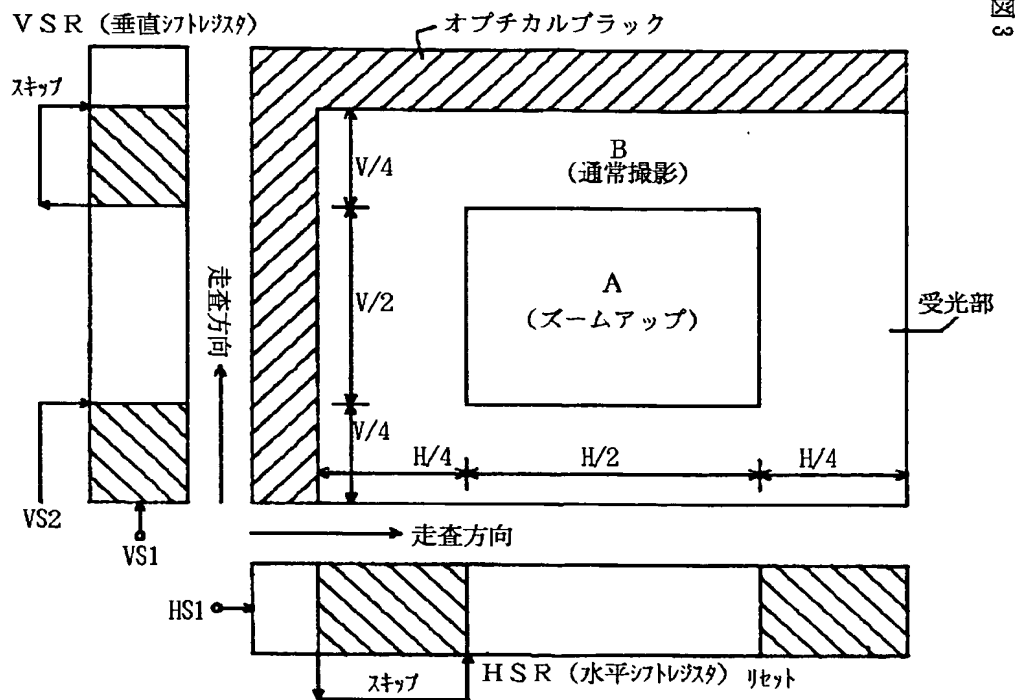 図3
VSR (垂直ｼﾌﾄﾚｼﾞｽﾀ)
オプチカルブラック
スキップ
V/4
B
(通常撮影)
走査方向
V/2
A
(ズームアップ)
受光部
V/4
H/4
H/2
H/4
VS2
VS1
走査方向
HS1
スキップ
HSR (水平ｼﾌﾄﾚｼﾞｽﾀ)
リセット